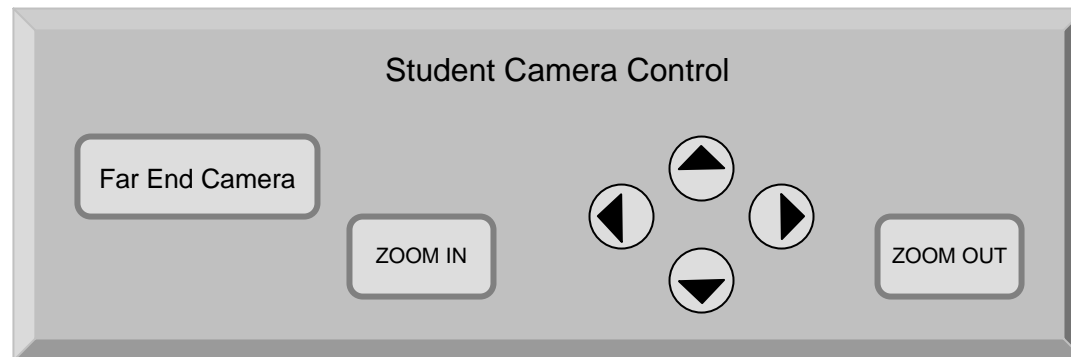 Student Camera Control
Far End Camera
ZOOM IN
ZOOM OUT